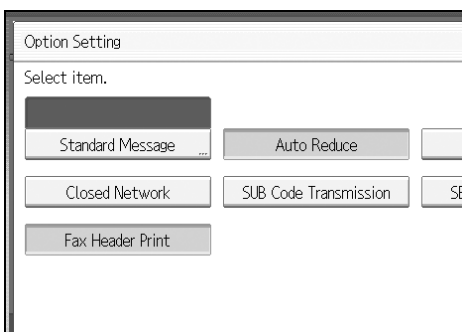 Option Setting
Select item.
Standard Message ...
Auto Reduce
Closed Network
SUB Code Transmission
Fax Header Print